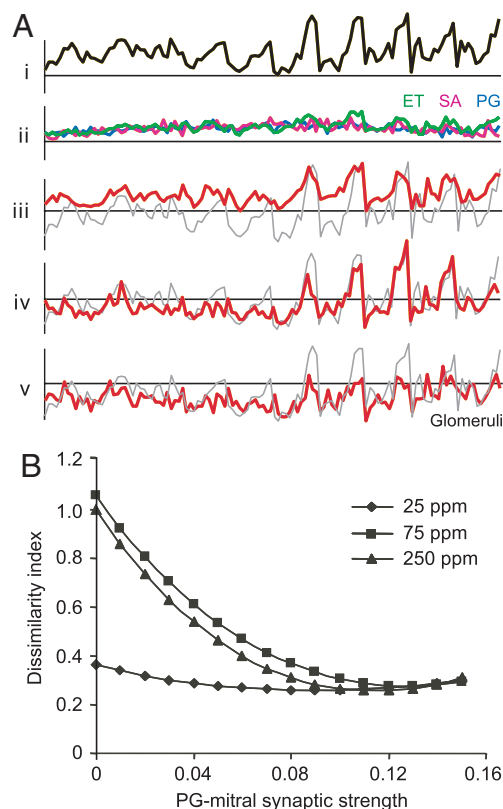 A
i
ET SA PG
ii
iii
iv
v
Glomeruli
B
1.2
1.0
0.8
0.6
0.4
0.2
0
Dissimilarity index
25 ppm
75 ppm
250 ppm
0 0.04 0.08 0.12 0.16
PG-mitral synaptic strength